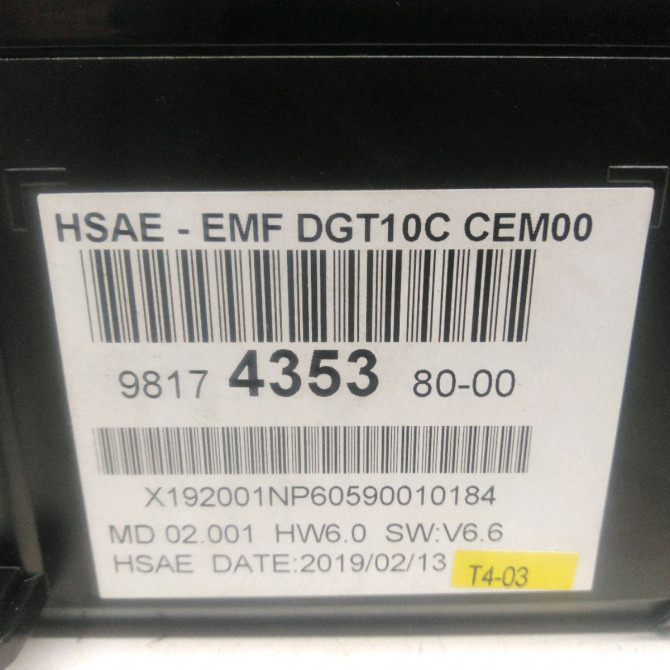 HSAE - EMF DGT10C CEM00
9817 4353 80-00
X192001NP60590010184
MD 02.001 HW6.0 SW:V6.6
HSAE DATE:2019/02/13 T4-03